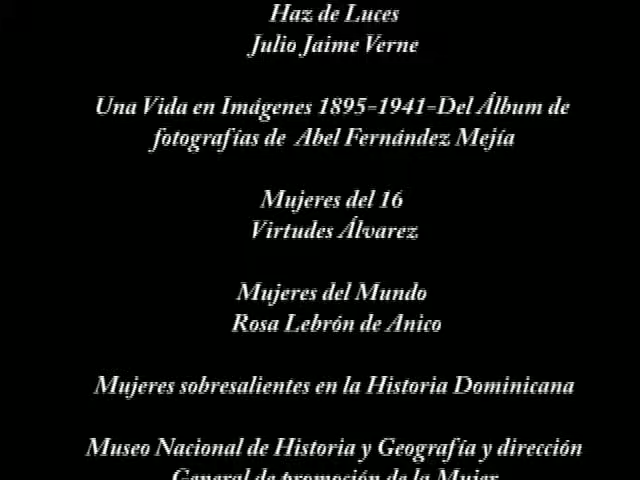 Haz de Luces
Julio Jaime Verne
Una Vida en Imágenes 1895-1941-Del Álbum de
fotografías de Abel Fernández Mejía
Mujeres del 16
Virtudes Álvarez
Mujeres del Mundo
Rosa Lebrón de Anico
Mujeres sobresalientes en la Historia Dominicana
Museo Nacional de Historia y Geografía y dirección
General de promoción de la Mujer